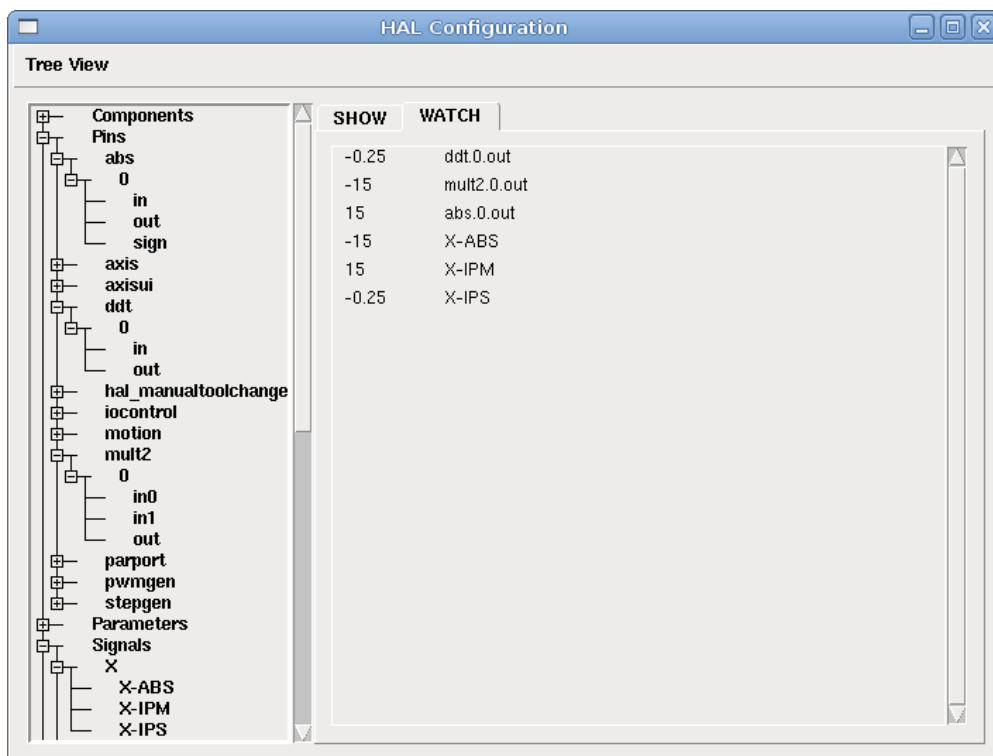 HAL Configuration
Tree View
Components
Pins
abs
0
in
out
sign
axis
axisui
ddt
0
in
out
hal_manualtoolchange
iocontrol
motion
mult2
0
in0
in1
out
parport
pwmgen
stepgen
Parameters
Signals
X
X-ABS
X-IPM
X-IPS
SHOW WATCH
-0.25 ddt.0.out
-15 mult2.0.out
15 abs.0.out
-15 X-ABS
15 X-IPM
-0.25 X-IPS